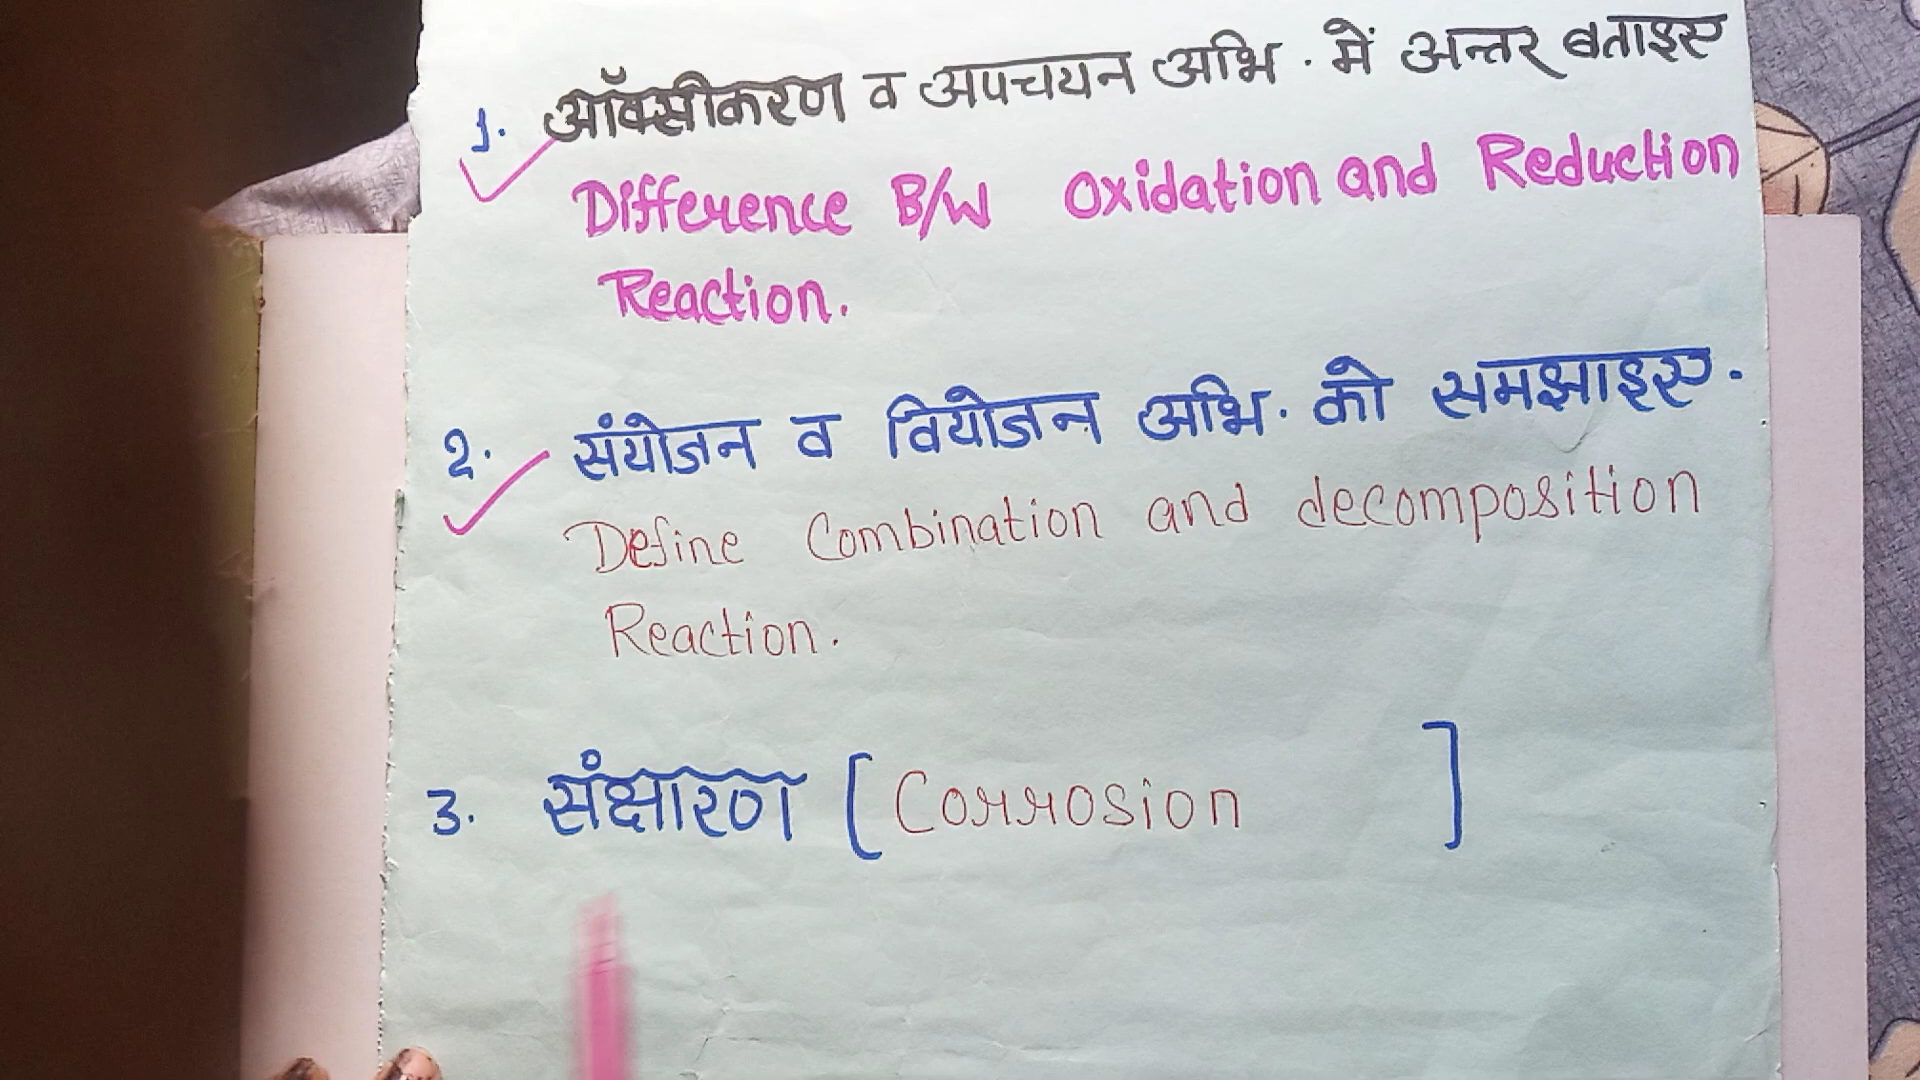 1. ऑक्सीकरण व अपचयन अभि. में अन्तर बताइए
Difference B/W Oxidation and Reduction
Reaction.
2. संयोजन व वियोजन अभि. को समझाइए.
Define Combination and decomposition
Reaction.
3. संक्षारण [Corrosion ]